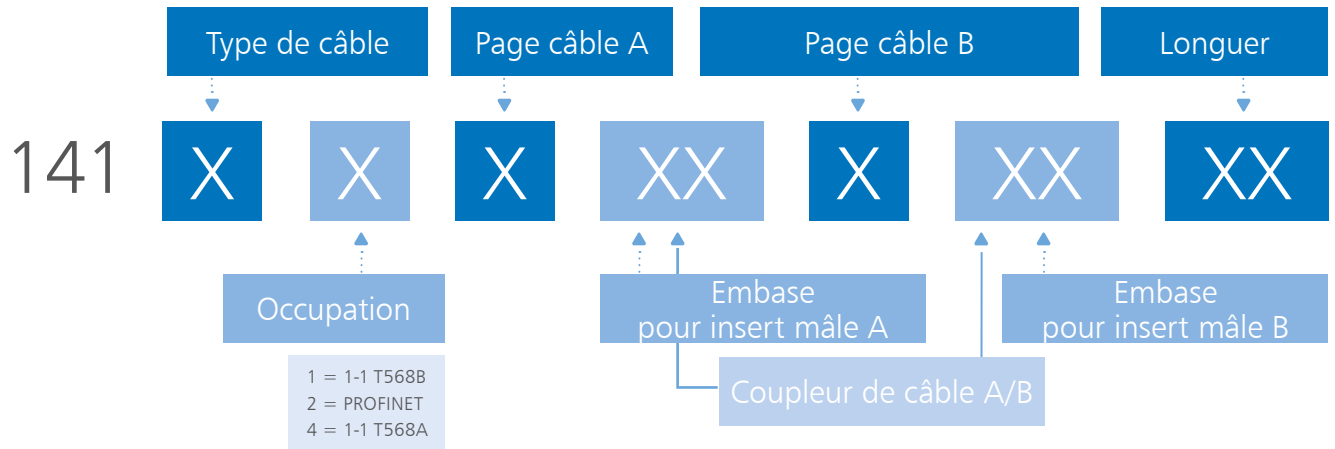 Type de câble
Page câble A
Page câble B
Longuer
141 X X X XX X XX XX
Occupation
Embase
pour insert mâle A
Embase
pour insert mâle B
1 = 1-1 T568B
2 = PROFINET
4 = 1-1 T568A
Coupleur de câble A/B